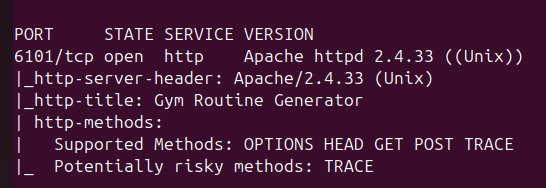 PORT     STATE SERVICE VERSION
6101/tcp open  http    Apache httpd 2.4.33 ((Unix))
|_http-server-header: Apache/2.4.33 (Unix)
|_http-title: Gym Routine Generator
| http-methods:
|   Supported Methods: OPTIONS HEAD GET POST TRACE
|_  Potentially risky methods: TRACE